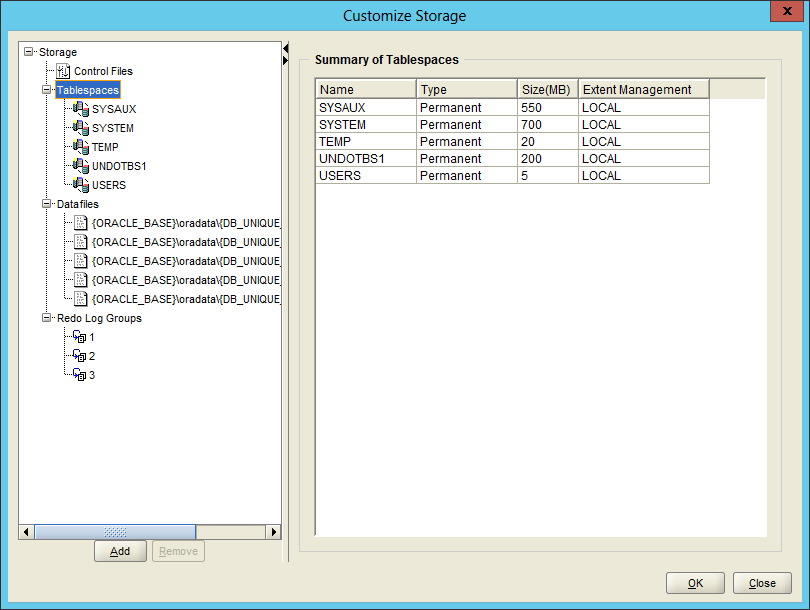 Customize Storage
x
Storage
Control Files
Tablespaces
SYSAUX
SYSTEM
TEMP
UNDOTBS1
USERS
Datafiles
{ORACLE_BASE}\oradata\{DB_UNIQUE_
{ORACLE_BASE}\oradata\{DB_UNIQUE_
{ORACLE_BASE}\oradata\{DB_UNIQUE_
{ORACLE_BASE}\oradata\{DB_UNIQUE_
{ORACLE_BASE}\oradata\{DB_UNIQUE_
Redo Log Groups
1
2
3
Add Remove
Summary of Tablespaces
Name Type Size(MB) Extent Management
SYSAUX Permanent 550 LOCAL
SYSTEM Permanent 700 LOCAL
TEMP Permanent 20 LOCAL
UNDOTBS1 Permanent 200 LOCAL
USERS Permanent 5 LOCAL
OK Close